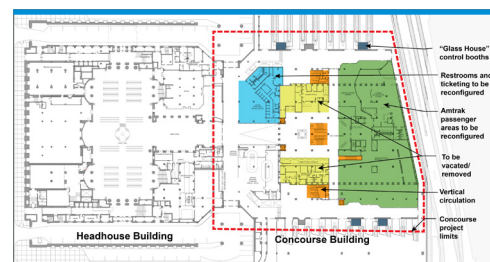 "Glass House"
control booths
Restrooms and
ticketing to be
reconfigured
Amtrak
passenger
areas to be
reconfigured
To be
vacated/
removed
Vertical
circulation
Concourse
project
limits
Headhouse Building
Concourse Building